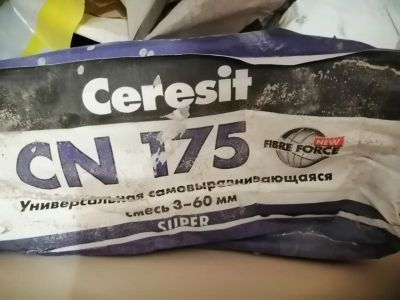 Ceresit
CN 175
NEW
FIBRE FORCE
Универсальная самовыравнивающаяся
смесь 3-60 мм
SUPER